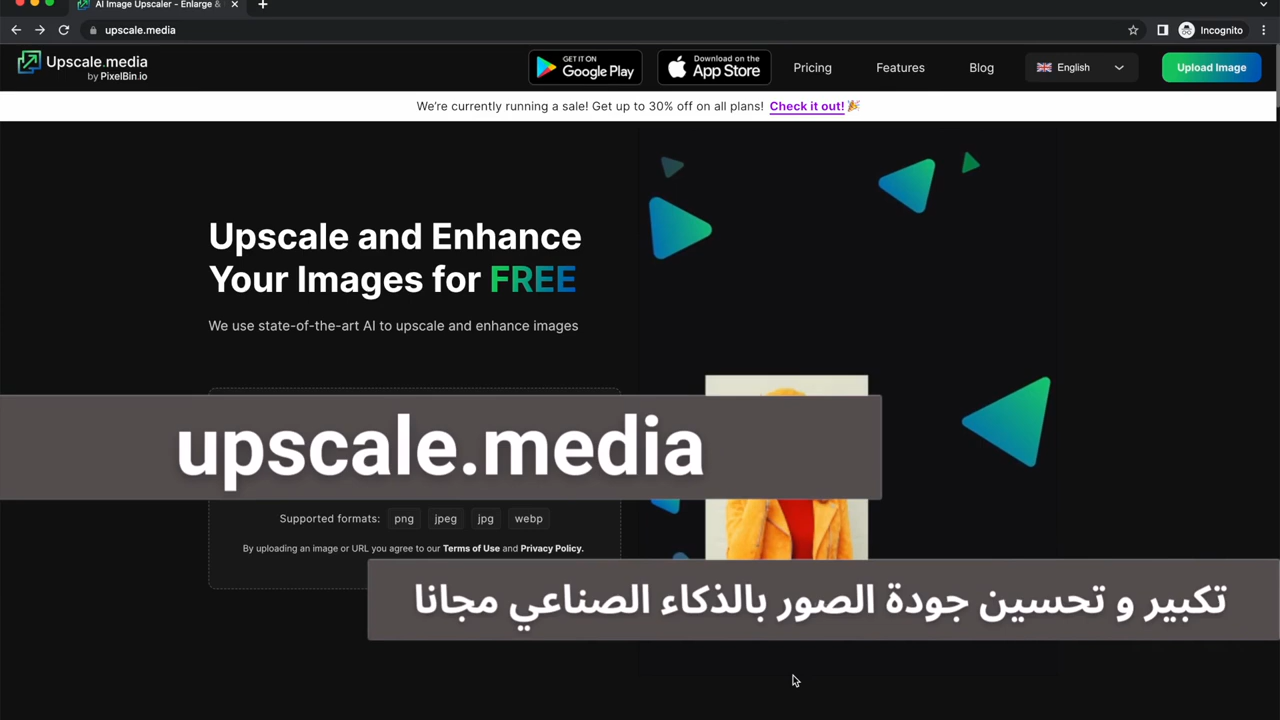 AI Image Upscaler - Enlarge &
upscale.media
Incognito
Upscale.media
by PixelBin.io
GET IT ON
Google Play
Download on the
App Store
Pricing
Features
Blog
English
Upload Image
We're currently running a sale! Get up to 30% off on all plans! Check it out!
Upscale and Enhance
Your Images for FREE
We use state-of-the-art AI to upscale and enhance images
upscale.media
Supported formats: png jpeg jpg webp
By uploading an image or URL you agree to our Terms of Use and Privacy Policy.
تكبير و تحسين جودة الصور بالذكاء الصناعي مجانا